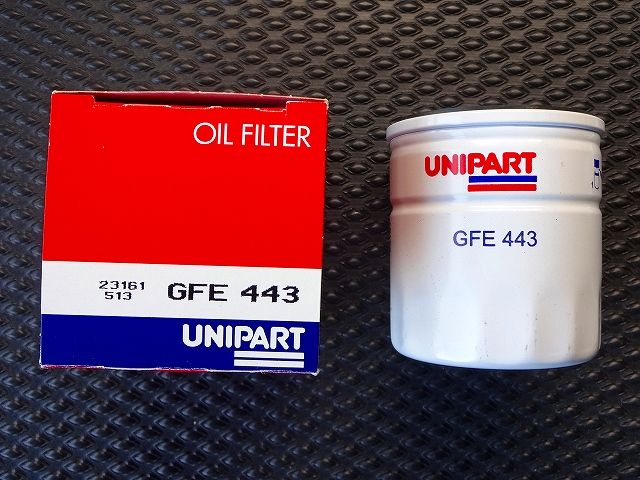 OIL FILTER
23161
513
GFE 443
UNIPART
UNIPART
GFE 443